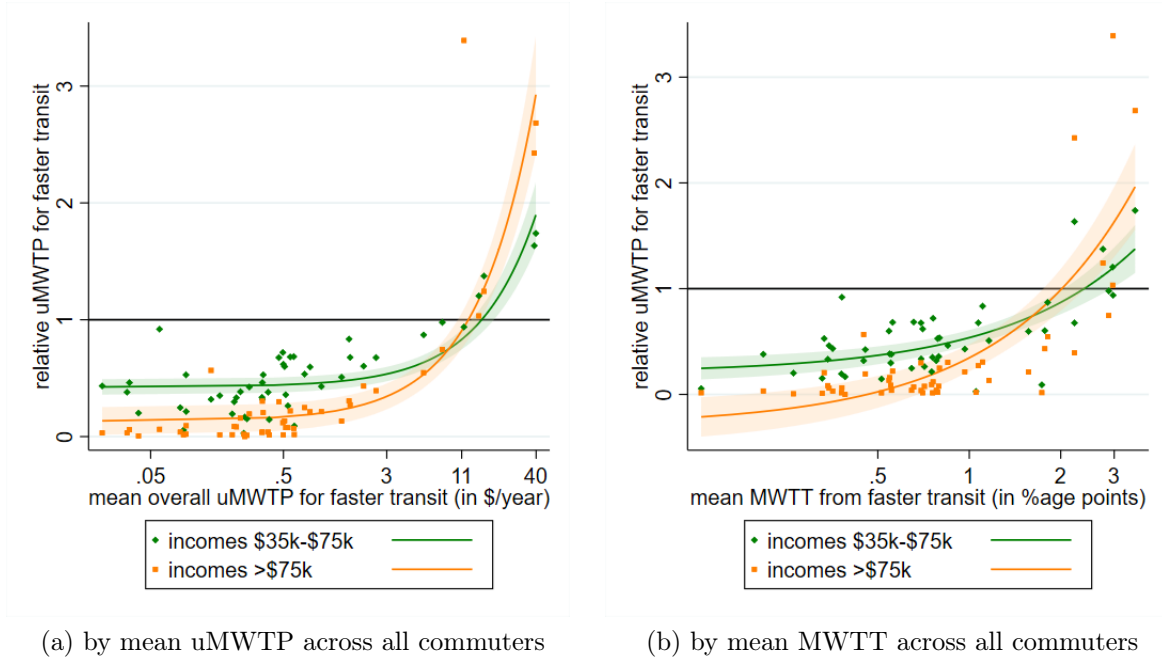 relative uMWTP for faster transit
3
2
1
0
.05
.5
3
11
40
mean overall uMWTP for faster transit (in $/year)
incomes $35k-$75k
incomes >$75k
(a) by mean uMWTP across all commuters
relative uMWTP for faster transit
3
2
1
0
.5
1
2
3
mean MWTT from faster transit (in %age points)
incomes $35k-$75k
incomes >$75k
(b) by mean MWTT across all commuters